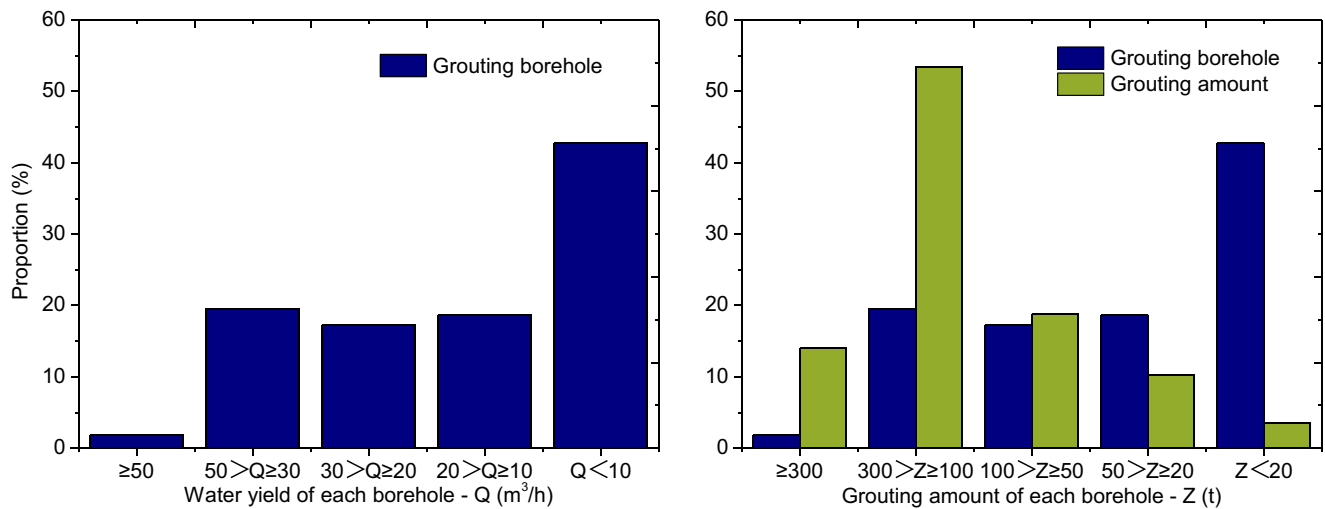 60
50
40
30
20
10
0
Proportion (%)
Grouting borehole
≥50 50>Q≥30 30>Q≥20 20>Q≥10 Q<10
Water yield of each borehole - Q (m³/h)
60
50
40
30
20
10
0
Grouting borehole
Grouting amount
≥300 300>Z≥100 100>Z≥50 50>Z≥20 Z<20
Grouting amount of each borehole - Z (t)